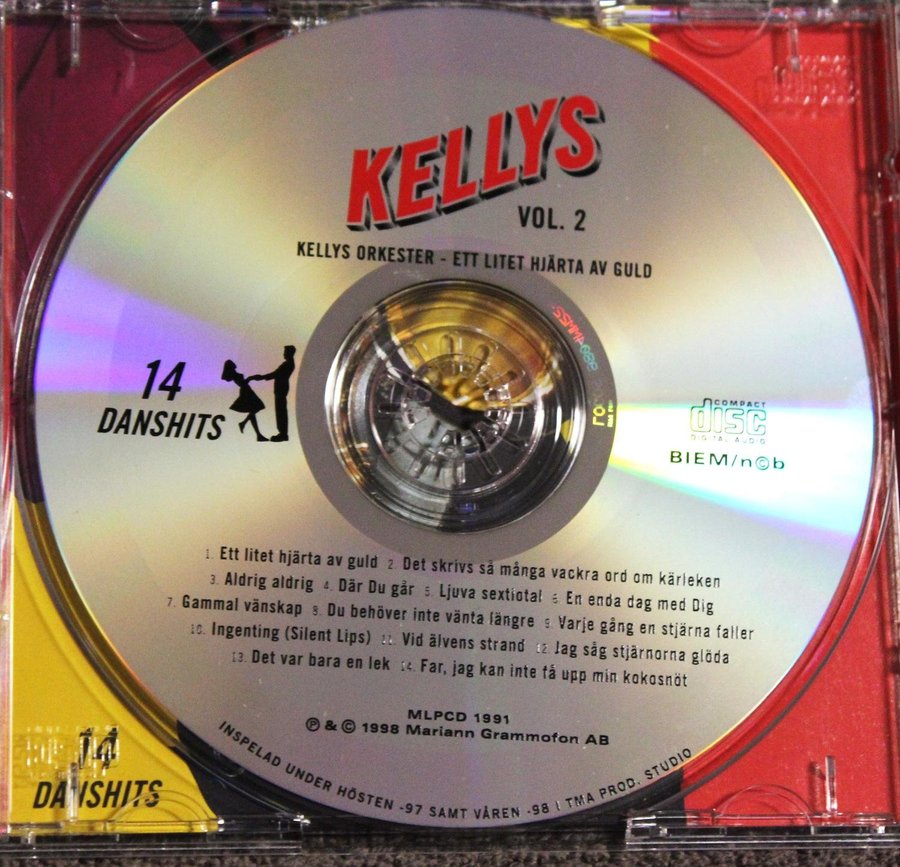 KELLYS
VOL. 2
KELLYS ORKESTER - ETT LITET HJÄRTA AV GULD
14
DANSHITS
COMPACT
disc
DIGITAL AUDIO
BIEM/n©b
1. Ett litet hjärta av guld 2. Det skrivs så många vackra ord om kärleken
3. Aldrig aldrig 4. Där Du går 5. Ljuva sextiotal 6. En enda dag med Dig
7. Gammal vänskap 8. Du behöver inte vänta längre 9. Varje gång en stjärna faller
10. Ingenting (Silent Lips) 11. Vid älvens strand 12. Jag såg stjärnorna glöda
13. Det var bara en lek 14. Far, jag kan inte få upp min kokosnöt
MLPCD 1991
℗ & © 1998 Mariann Grammofon AB
INSPELAD UNDER HÖSTEN -97 SAMT VÅREN -98 I TMA PROD. STUDIO
14
DANSHITS